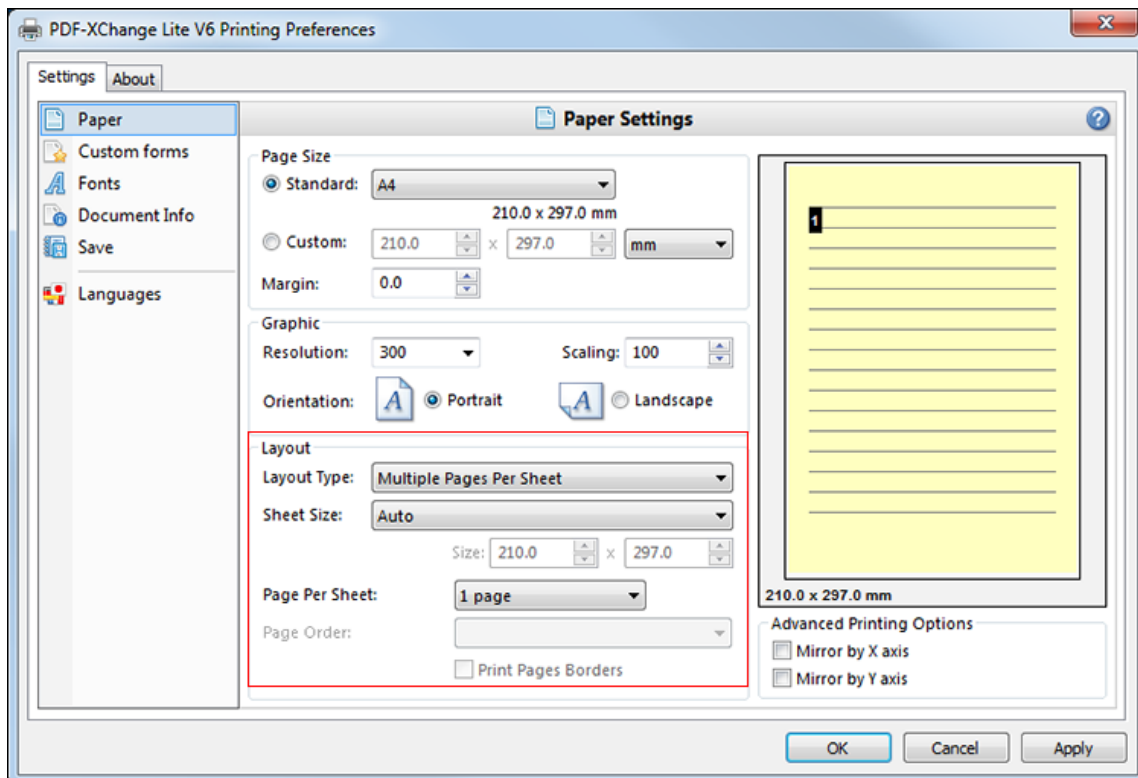 PDF-XChange Lite V6 Printing Preferences
Settings About
Paper
Custom forms
Fonts
Document Info
Save
Languages
Paper Settings
Page Size
Standard: A4
210.0 x 297.0 mm
Custom: 210.0 x 297.0 mm
Margin: 0.0
Graphic
Resolution: 300 Scaling: 100
Orientation: A Portrait A Landscape
Layout
Layout Type: Multiple Pages Per Sheet
Sheet Size: Auto
Size: 210.0 x 297.0
Page Per Sheet: 1 page
Page Order:
Print Pages Borders
1
210.0 x 297.0 mm
Advanced Printing Options
Mirror by X axis
Mirror by Y axis
OK Cancel Apply